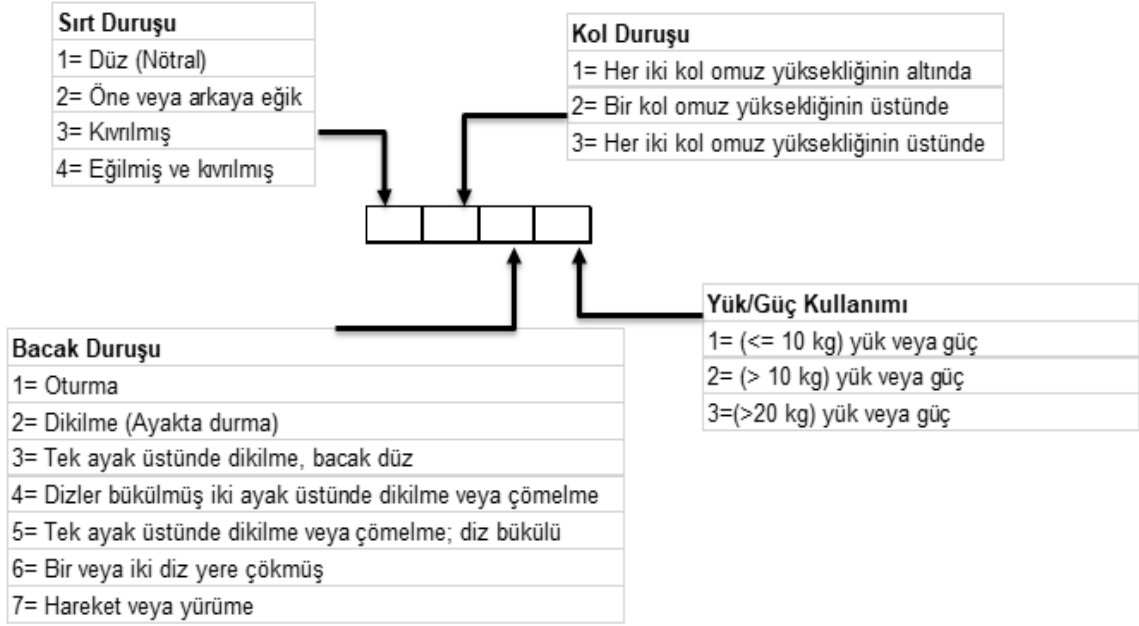 Sırt Duruşu
1= Düz (Nötral)
2= Öne veya arkaya eğik
3= Kıvrılmış
4= Eğilmiş ve kıvrılmış
Kol Duruşu
1= Her iki kol omuz yüksekliğinin altında
2= Bir kol omuz yüksekliğinin üstünde
3= Her iki kol omuz yüksekliğinin üstünde
Yük/Güç Kullanımı
1= (<= 10 kg) yük veya güç
2= (> 10 kg) yük veya güç
3=(>20 kg) yük veya güç
Bacak Duruşu
1= Oturma
2= Dikilme (Ayakta durma)
3= Tek ayak üstünde dikilme, bacak düz
4= Dizler bükülmüş iki ayak üstünde dikilme veya çömelme
5= Tek ayak üstünde dikilme veya çömelme; diz bükülü
6= Bir veya iki diz yere çökmüş
7= Hareket veya yürüme